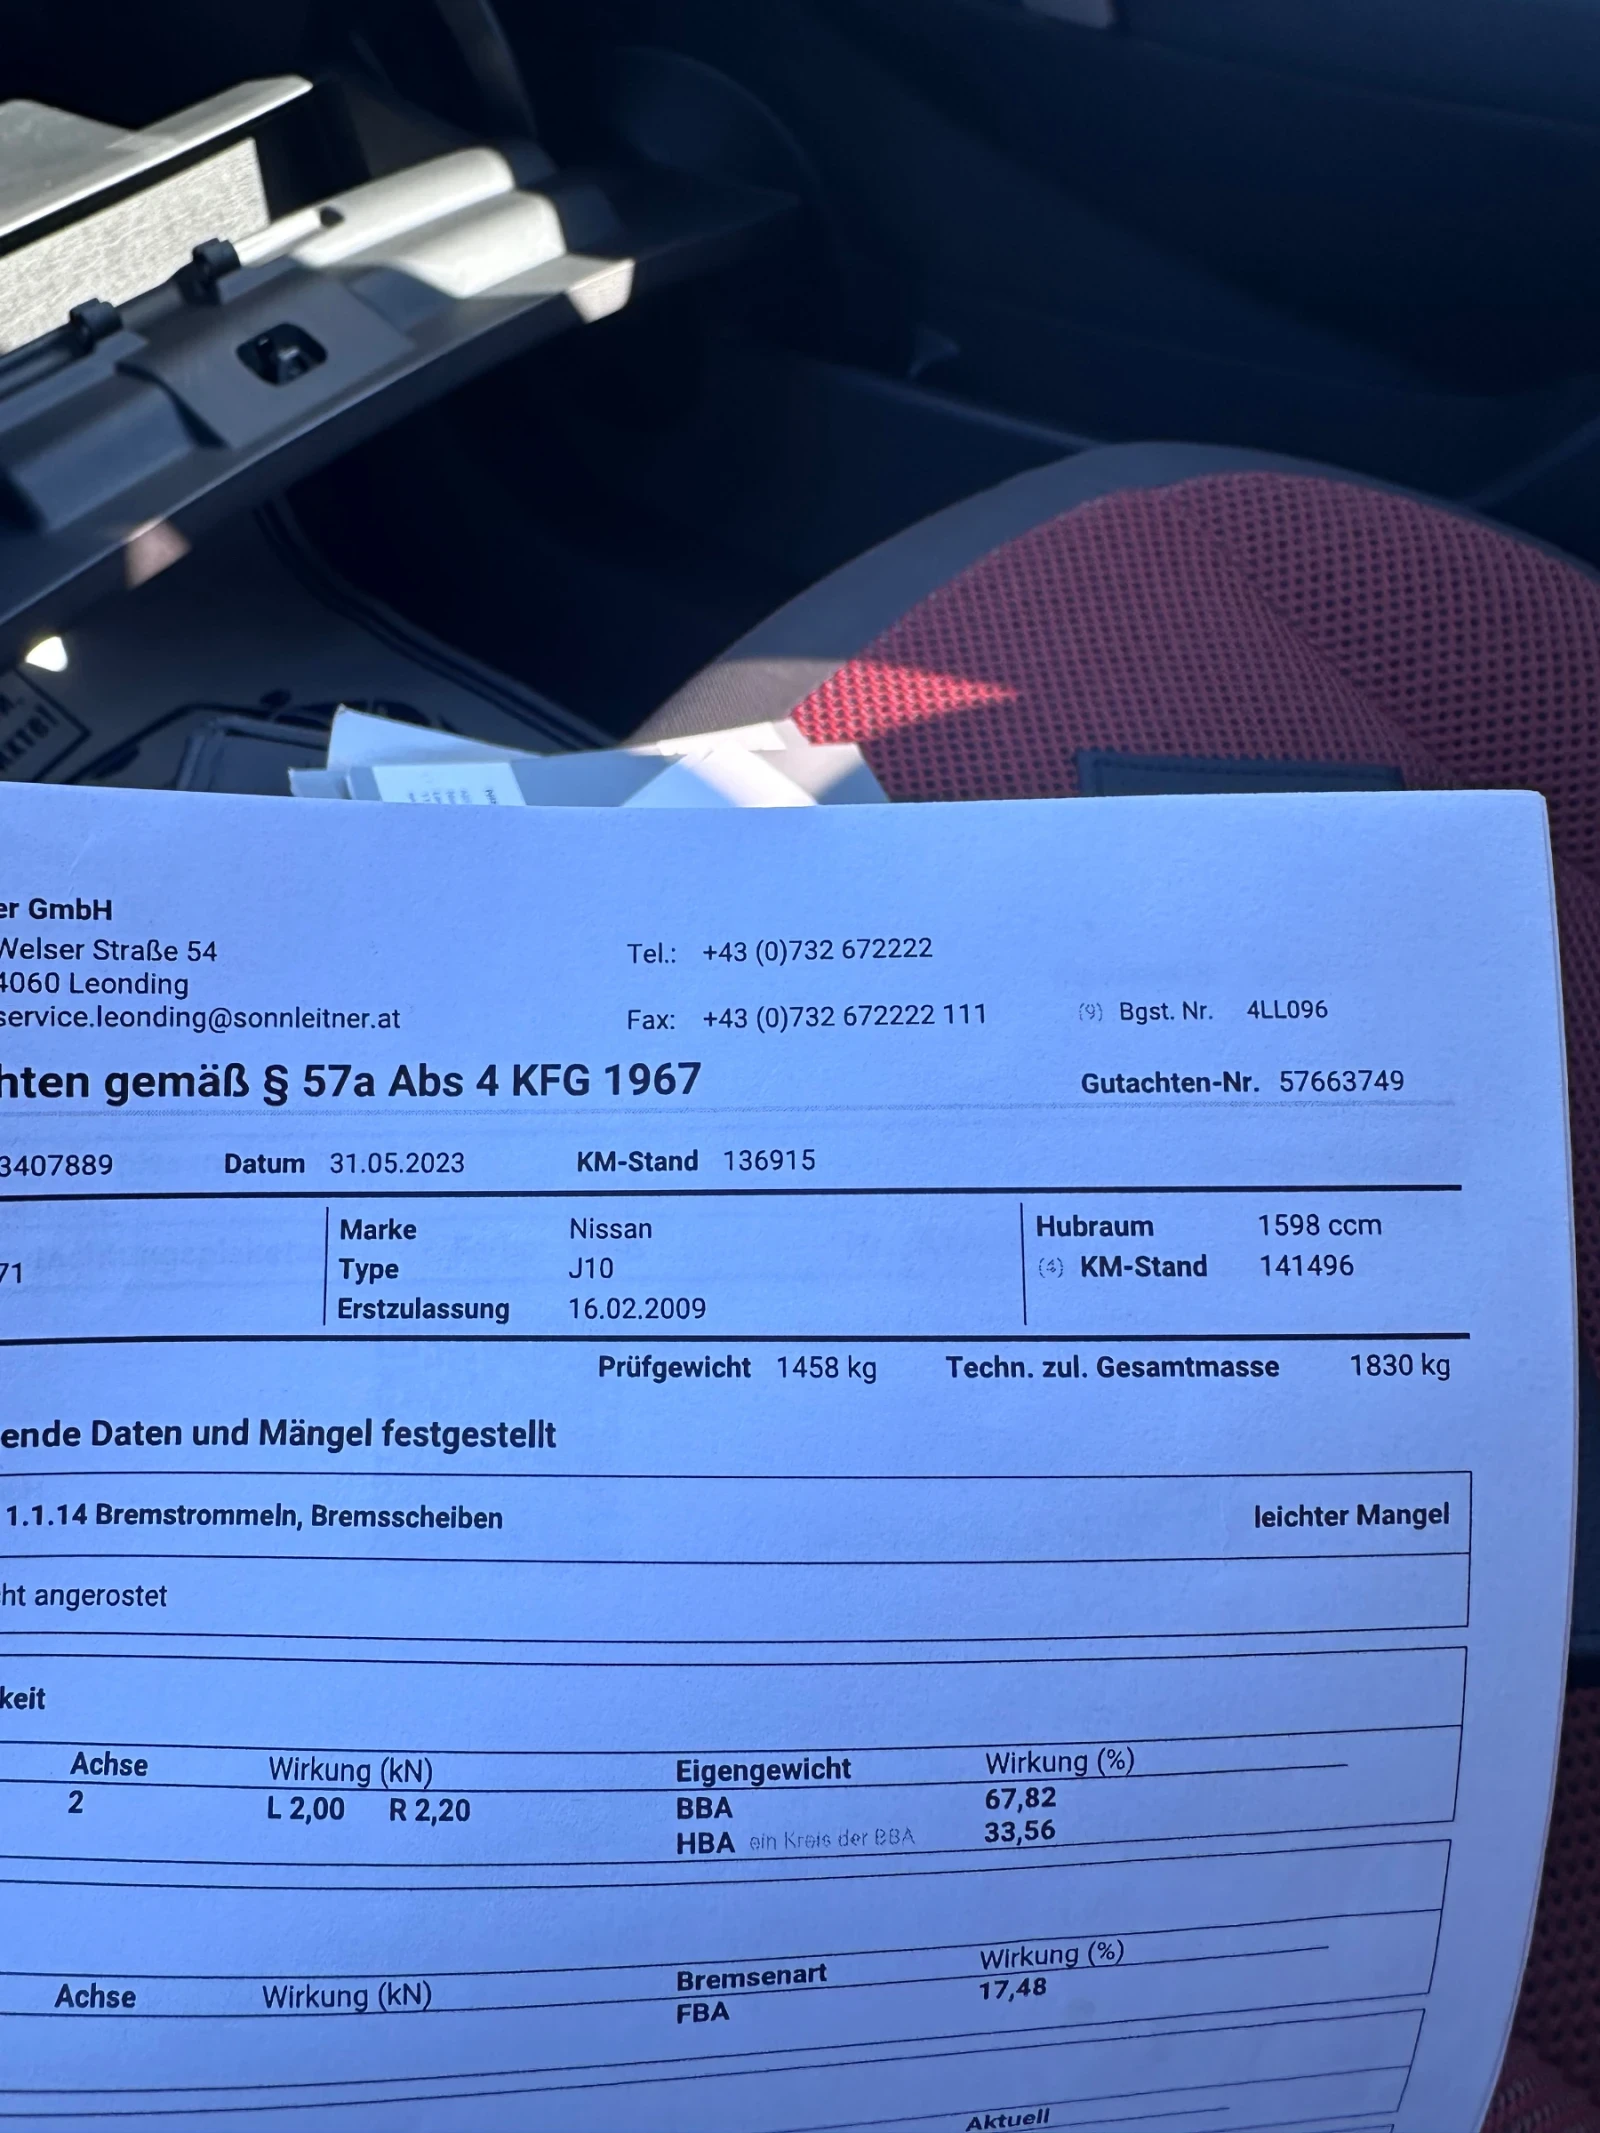 er GmbH
Welser Straße 54
Tel.: +43 (0)732 672222
4060 Leonding
service.leonding@sonnleitner.at
Fax: +43 (0)732 672222 111
(9) Bgst. Nr. 4LL096
hten gemäß § 57a Abs 4 KFG 1967
Gutachten-Nr. 57663749
3407889 Datum 31.05.2023 KM-Stand 136915
Marke Nissan Hubraum 1598 ccm
71 Type J10 (4) KM-Stand 141496
Erstzulassung 16.02.2009
Prüfgewicht 1458 kg Techn. zul. Gesamtmasse 1830 kg
ende Daten und Mängel festgestellt
1.1.14 Bremstrommeln, Bremsscheiben leichter Mangel
ht angerostet
keit
Achse Wirkung (kN) Eigengewicht Wirkung (%)
2 L 2,00 R 2,20 BBA 67,82
HBA ein Kreis der BBA 33,56
Achse Wirkung (kN) Bremsenart Wirkung (%)
FBA 17,48
Aktuell